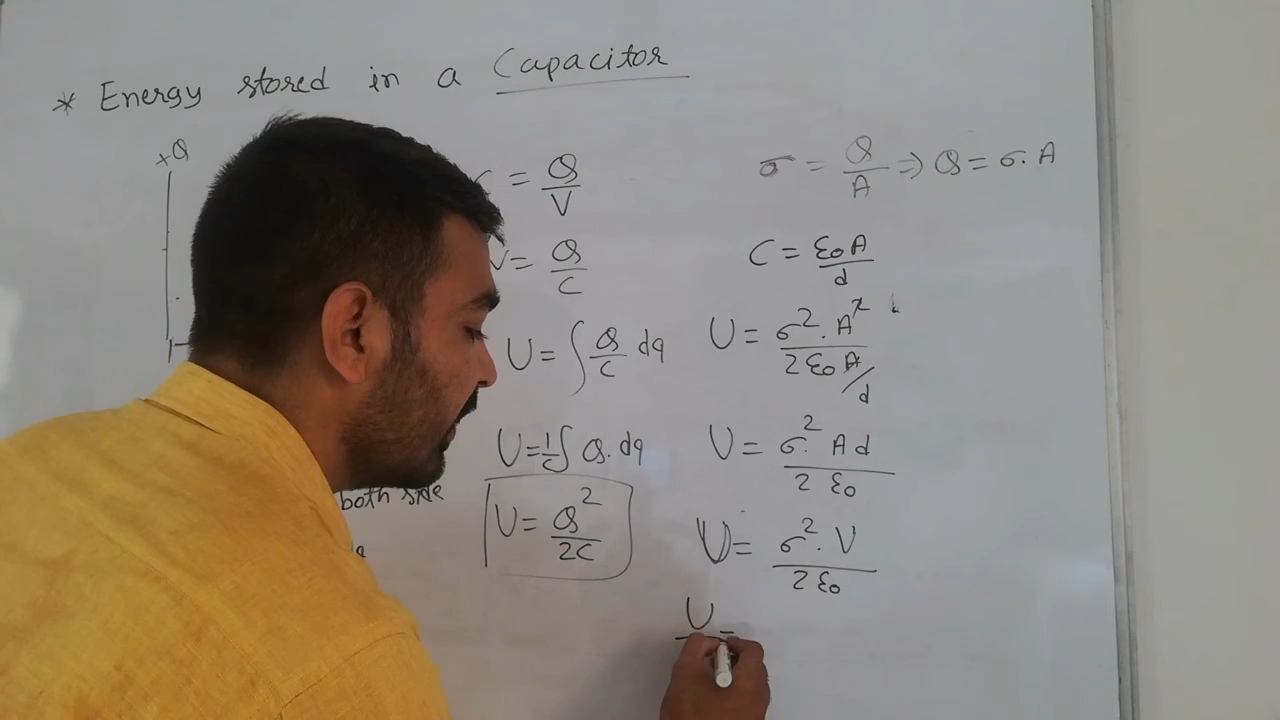 * Energy stored in a Capacitor
+Q
= Q/V
V = Q/C
U = ∫ Q/C dq
U = 1/C ∫ Q. dq
both side
U = Q²/2C
σ = Q/A ⇒ Q = σ. A
C = ε₀A/d
U = σ². A²/2ε₀A/d
U = σ². A d/2 ε₀
U = σ². V/2 ε₀
U =